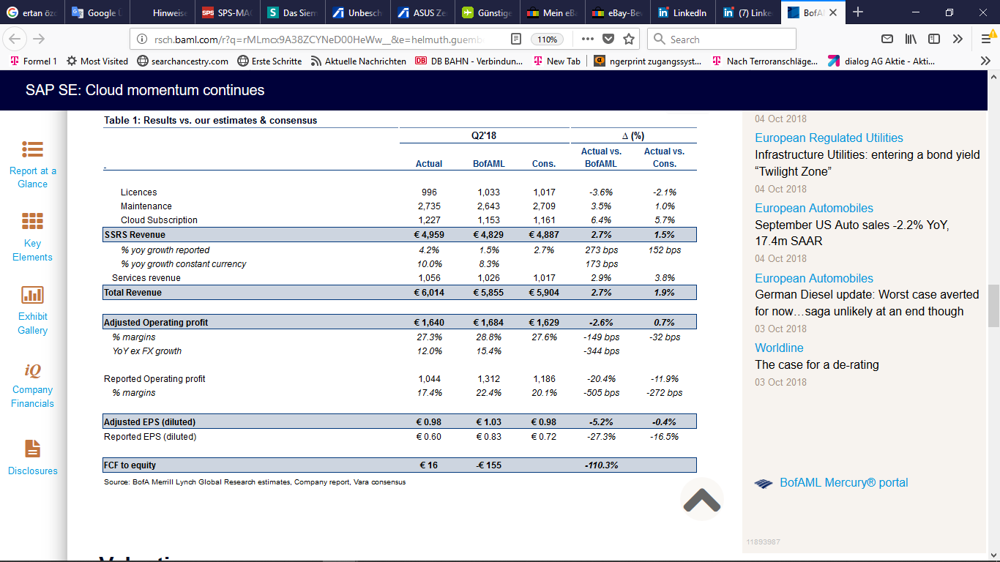 ertan özo
Google Ü
Hinweise
SPS SPS-MAG
S Das Siem
Unbesch
ASUS Ze
Günstige
Mein eBa
eBay-Bew
in LinkedIn
in (7) Linke
BofAM
rsch.baml.com/r?q=rMLmcx9A38ZCYNeD00HeWw__&e=helmuth.guemb
110%
Search
Formel 1 Most Visited searchancestry.com Erste Schritte Aktuelle Nachrichten DB DB BAHN - Verbindun... New Tab ngerprint zugangssyst... Nach Terroranschläge... dialog AG Aktie - Akti...
SAP SE: Cloud momentum continues
Report at a
Glance
Key
Elements
Exhibit
Gallery
iQ
Company
Financials
Disclosures
Table 1: Results vs. our estimates & consensus
Q2'18 Δ (%)
Actual vs. Actual vs.
- Actual BofAML Cons. BofAML Cons.
Licences 996 1,033 1,017 -3.6% -2.1%
Maintenance 2,735 2,643 2,709 3.5% 1.0%
Cloud Subscription 1,227 1,153 1,161 6.4% 5.7%
SSRS Revenue € 4,959 € 4,829 € 4,887 2.7% 1.5%
% yoy growth reported 4.2% 1.5% 2.7% 273 bps 152 bps
% yoy growth constant currency 10.0% 8.3% 173 bps
Services revenue 1,056 1,026 1,017 2.9% 3.8%
Total Revenue € 6,014 € 5,855 € 5,904 2.7% 1.9%
Adjusted Operating profit € 1,640 € 1,684 € 1,629 -2.6% 0.7%
% margins 27.3% 28.8% 27.6% -149 bps -32 bps
YoY ex FX growth 12.0% 15.4% -344 bps
Reported Operating profit 1,044 1,312 1,186 -20.4% -11.9%
% margins 17.4% 22.4% 20.1% -505 bps -272 bps
Adjusted EPS (diluted) € 0.98 € 1.03 € 0.98 -5.2% -0.4%
Reported EPS (diluted) € 0.60 € 0.83 € 0.72 -27.3% -16.5%
FCF to equity € 16 -€ 155 -110.3%
Source: BofA Merrill Lynch Global Research estimates, Company report, Vara consensus
04 Oct 2018
European Regulated Utilities
Infrastructure Utilities: entering a bond yield
“Twilight Zone”
04 Oct 2018
European Automobiles
September US Auto sales -2.2% YoY,
17.4m SAAR
04 Oct 2018
European Automobiles
German Diesel update: Worst case averted
for now…saga unlikely at an end though
03 Oct 2018
Worldline
The case for a de-rating
03 Oct 2018
BofAML Mercury® portal
11893987